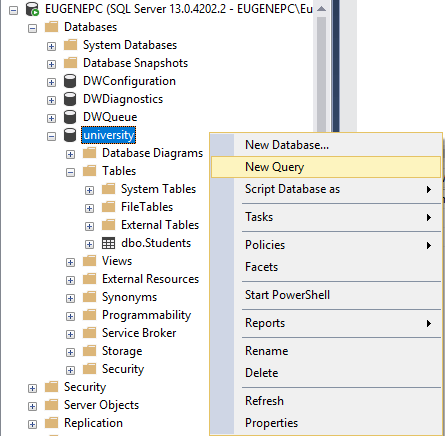 EUGENEPC (SQL Server 13.0.4202.2 - EUGENEPC\Eu
Databases
System Databases
Database Snapshots
DWConfiguration
DWDiagnostics
DWQueue
university
Database Diagrams
Tables
System Tables
FileTables
External Tables
dbo.Students
Views
External Resources
Synonyms
Programmability
Service Broker
Storage
Security
Security
Server Objects
Replication
New Database...
New Query
Script Database as
Tasks
Policies
Facets
Start PowerShell
Reports
Rename
Delete
Refresh
Properties